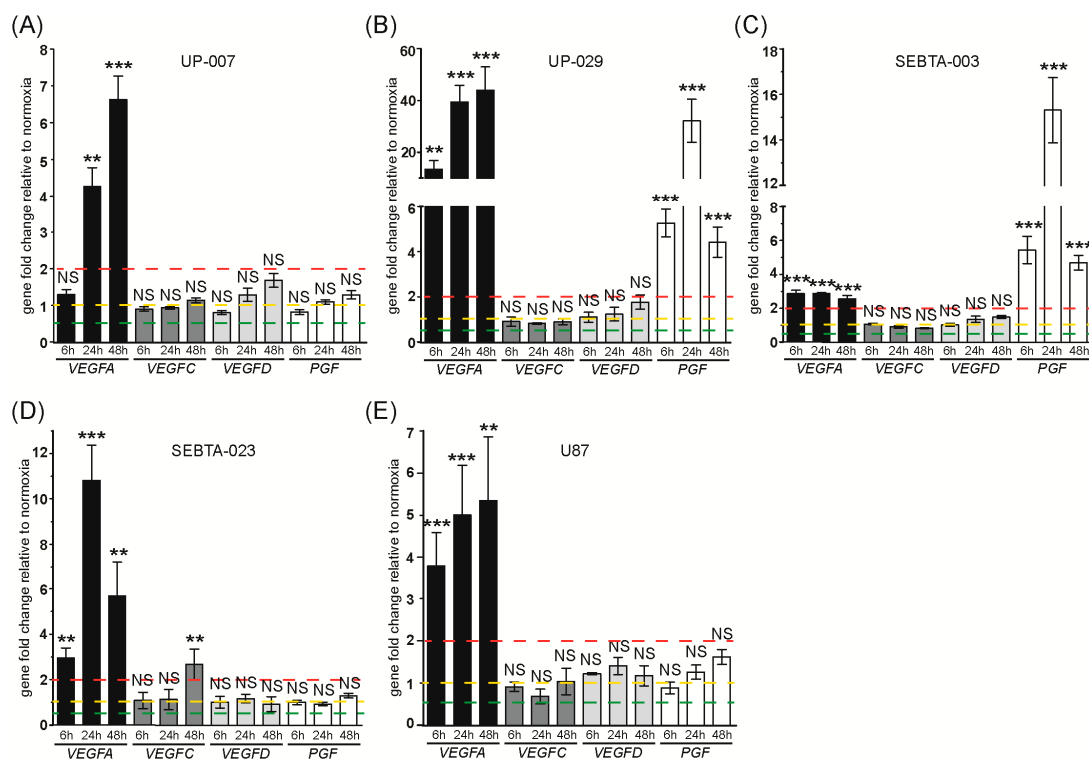 (A)
UP-007
gene fold change relative to normoxia
8
7
6
5
4
3
2
1
0
NS ** *** NS NS NS NS NS NS NS NS NS
6h 24h 48h 6h 24h 48h 6h 24h 48h 6h 24h 48h
VEGFA VEGFC VEGFD PGF
(B)
UP-029
gene fold change relative to normoxia
60
40
20
6
4
2
0
** *** *** NS NS NS NS NS NS *** *** ***
6h 24h 48h 6h 24h 48h 6h 24h 48h 6h 24h 48h
VEGFA VEGFC VEGFD PGF
(C)
SEBTA-003
gene fold change relative to normoxia
18
16
14
12
8
6
4
2
0
*** *** *** NS NS NS NS NS NS *** *** ***
6h 24h 48h 6h 24h 48h 6h 24h 48h 6h 24h 48h
VEGFA VEGFC VEGFD PGF
(D)
SEBTA-023
gene fold change relative to normoxia
12
10
8
6
4
2
0
** *** ** NS NS ** NS NS NS NS NS NS
6h 24h 48h 6h 24h 48h 6h 24h 48h 6h 24h 48h
VEGFA VEGFC VEGFD PGF
(E)
U87
gene fold change relative to normoxia
7
6
5
4
3
2
1
0
*** *** ** NS NS NS NS NS NS NS NS NS
6h 24h 48h 6h 24h 48h 6h 24h 48h 6h 24h 48h
VEGFA VEGFC VEGFD PGF